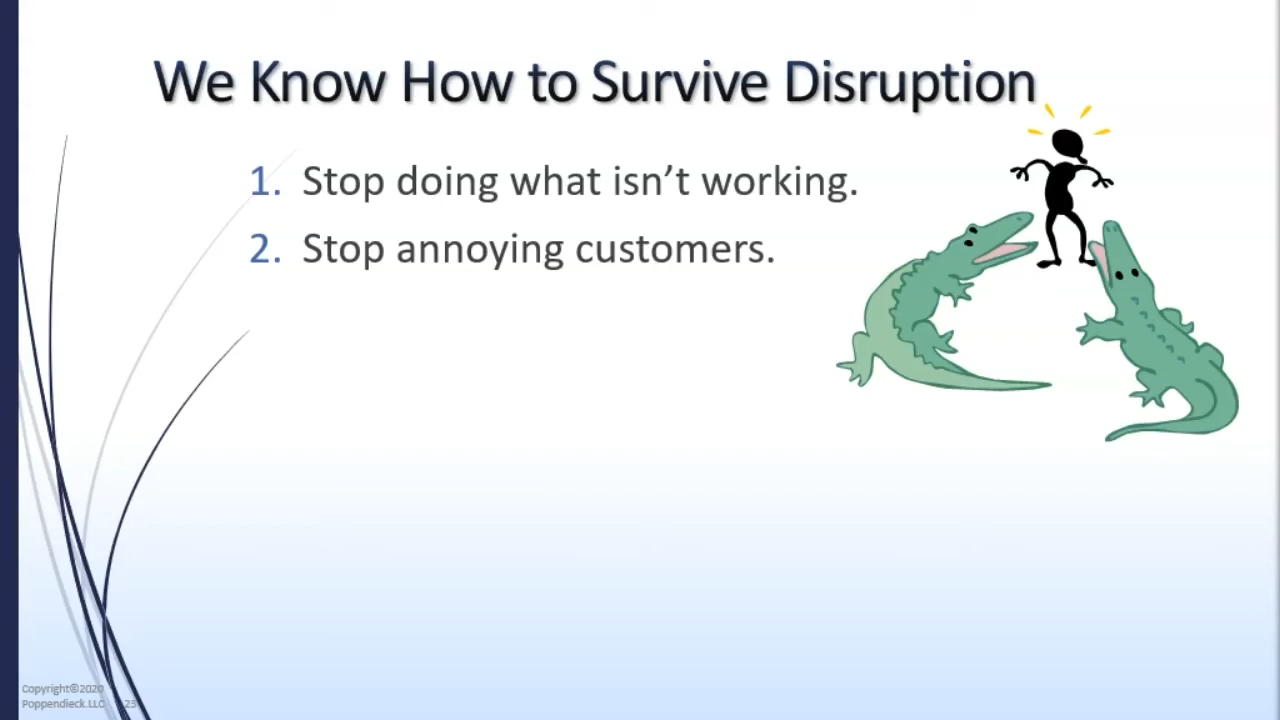 We Know How to Survive Disruption
1. Stop doing what isn’t working.
2. Stop annoying customers.
Copyright©2020
Poppendieck.LLC 23